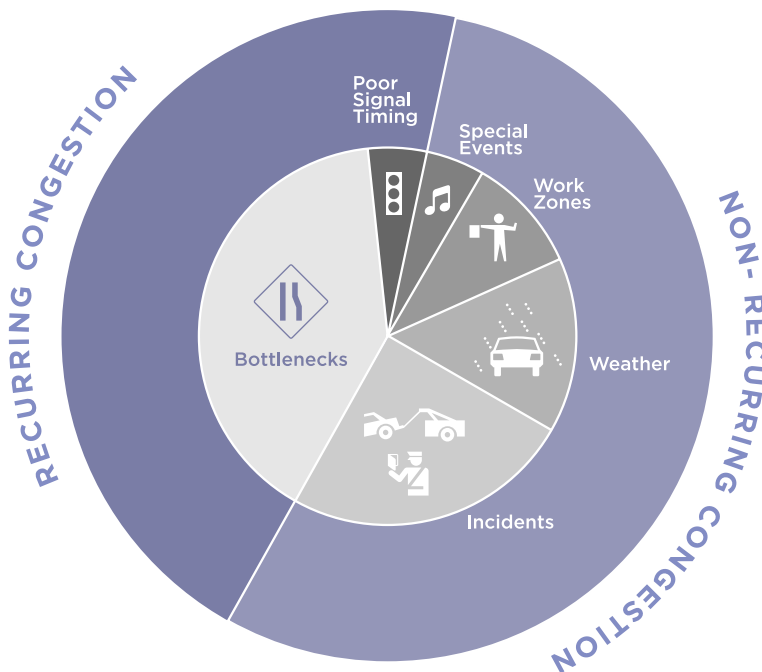 RECURRING CONGESTION
Poor
Signal
Timing
Special
Events
Work
Zones
NON- RECURRING CONGESTION
Bottlenecks
Weather
Incidents